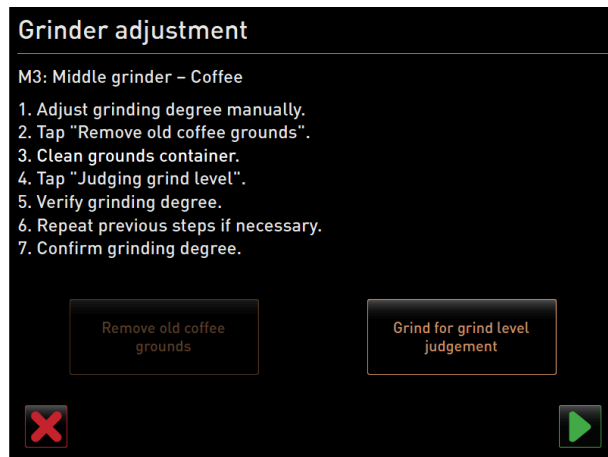 Grinder adjustment
M3: Middle grinder – Coffee
1. Adjust grinding degree manually.
2. Tap "Remove old coffee grounds".
3. Clean grounds container.
4. Tap "Judging grind level".
5. Verify grinding degree.
6. Repeat previous steps if necessary.
7. Confirm grinding degree.
Remove old coffee
grounds
Grind for grind level
judgement